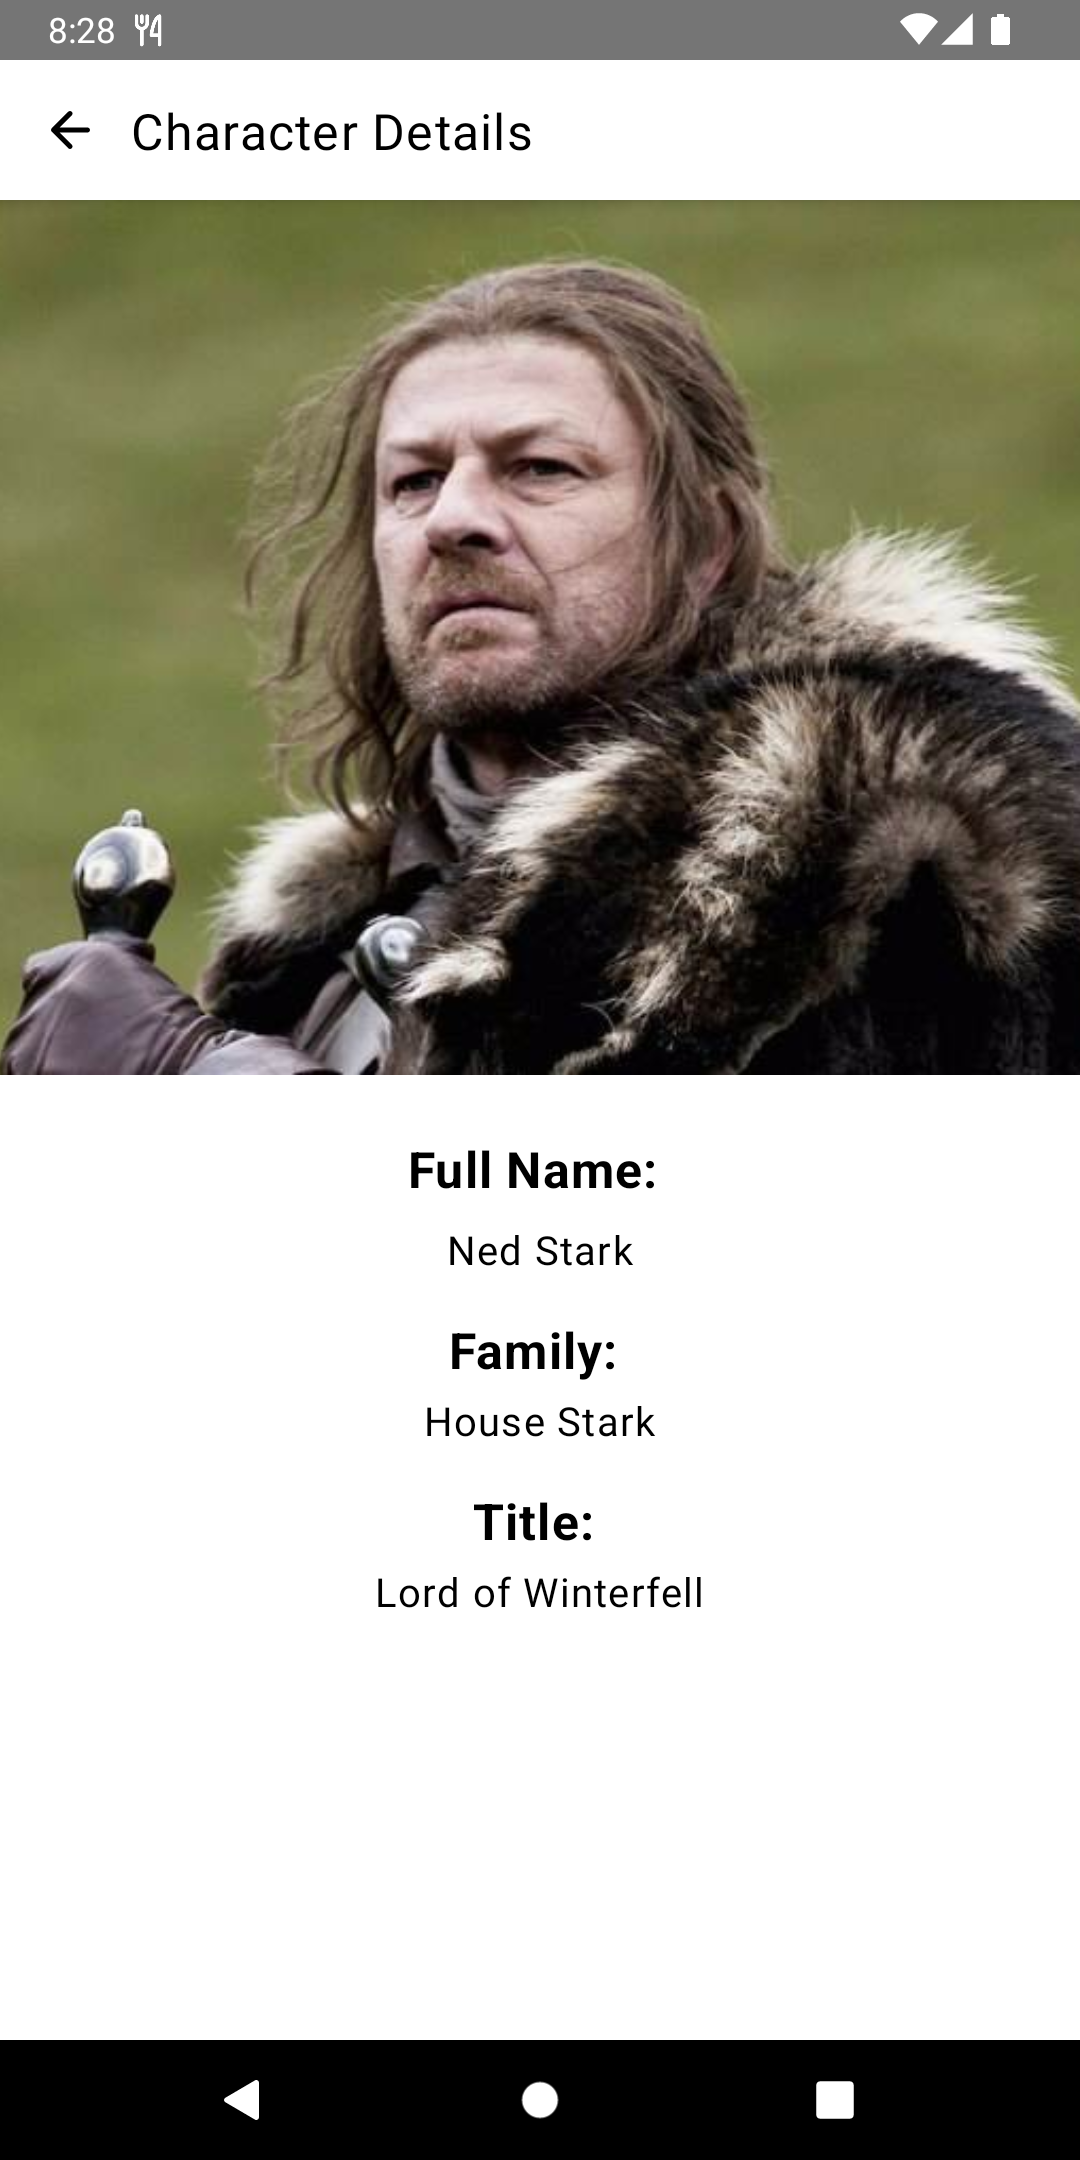 8:28
Character Details
Full Name:
Ned Stark
Family:
House Stark
Title:
Lord of Winterfell